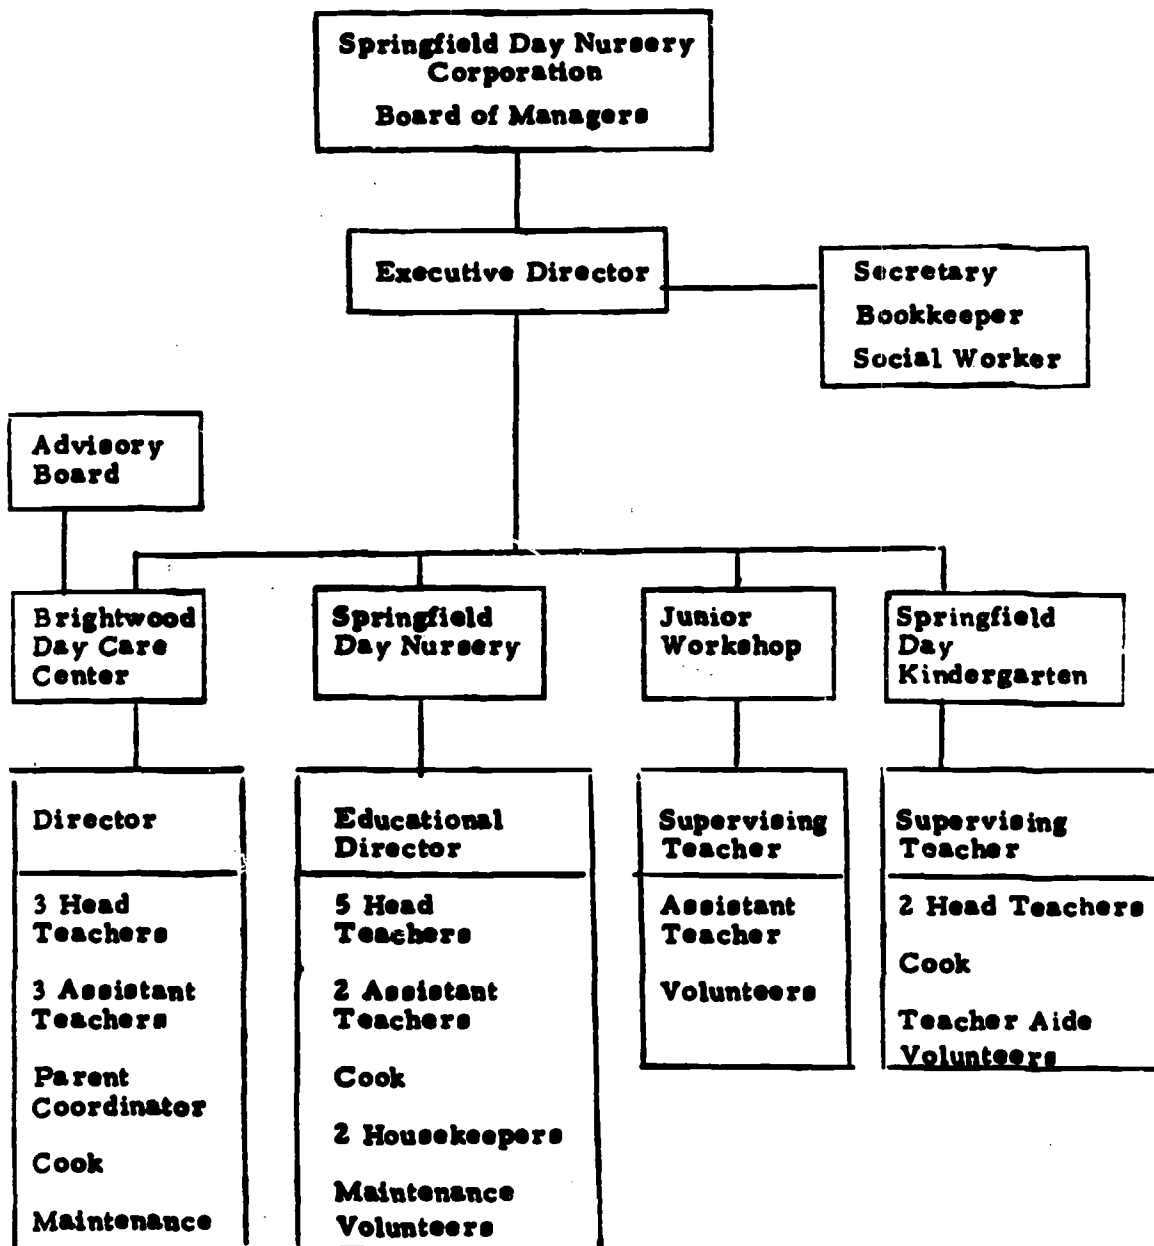 Springfield Day Nursery
Corporation
Board of Managers
Executive Director
Secretary
Bookkeeper
Social Worker
Advisory
Board
Brightwood
Day Care
Center
Springfield
Day Nursery
Junior
Workshop
Springfield
Day
Kindergarten
Director
3 Head
Teachers
3 Assistant
Teachers
Parent
Coordinator
Cook
Maintenance
Educational
Director
5 Head
Teachers
2 Assistant
Teachers
Cook
2 Housekeepers
Maintenance
Volunteers
Supervising
Teacher
Assistant
Teacher
Volunteers
Supervising
Teacher
2 Head Teachers
Cook
Teacher Aide
Volunteers